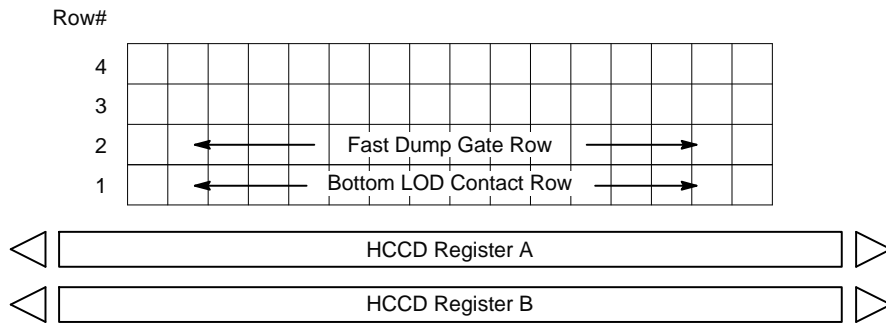 Row#
4
3
2 Fast Dump Gate Row
1 Bottom LOD Contact Row
HCCD Register A
HCCD Register B